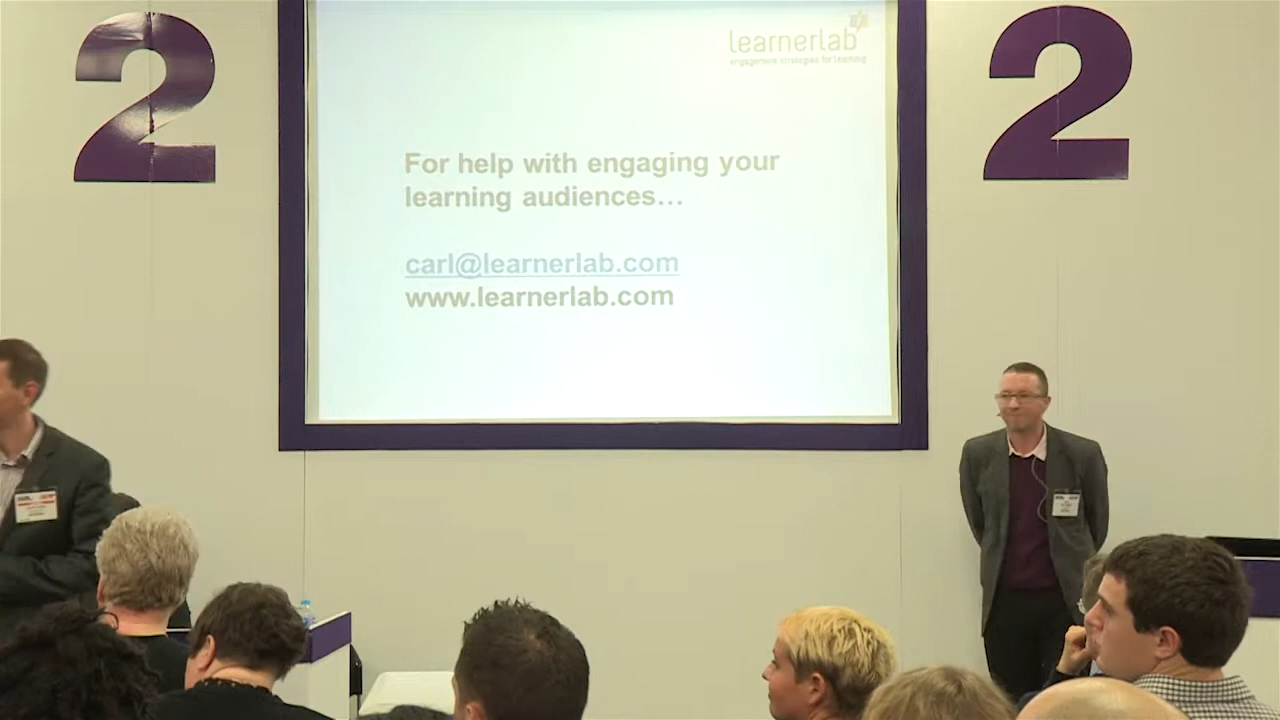 2
2
learnerlab
engagement strategies for learning
For help with engaging your
learning audiences…
carl@learnerlab.com
www.learnerlab.com